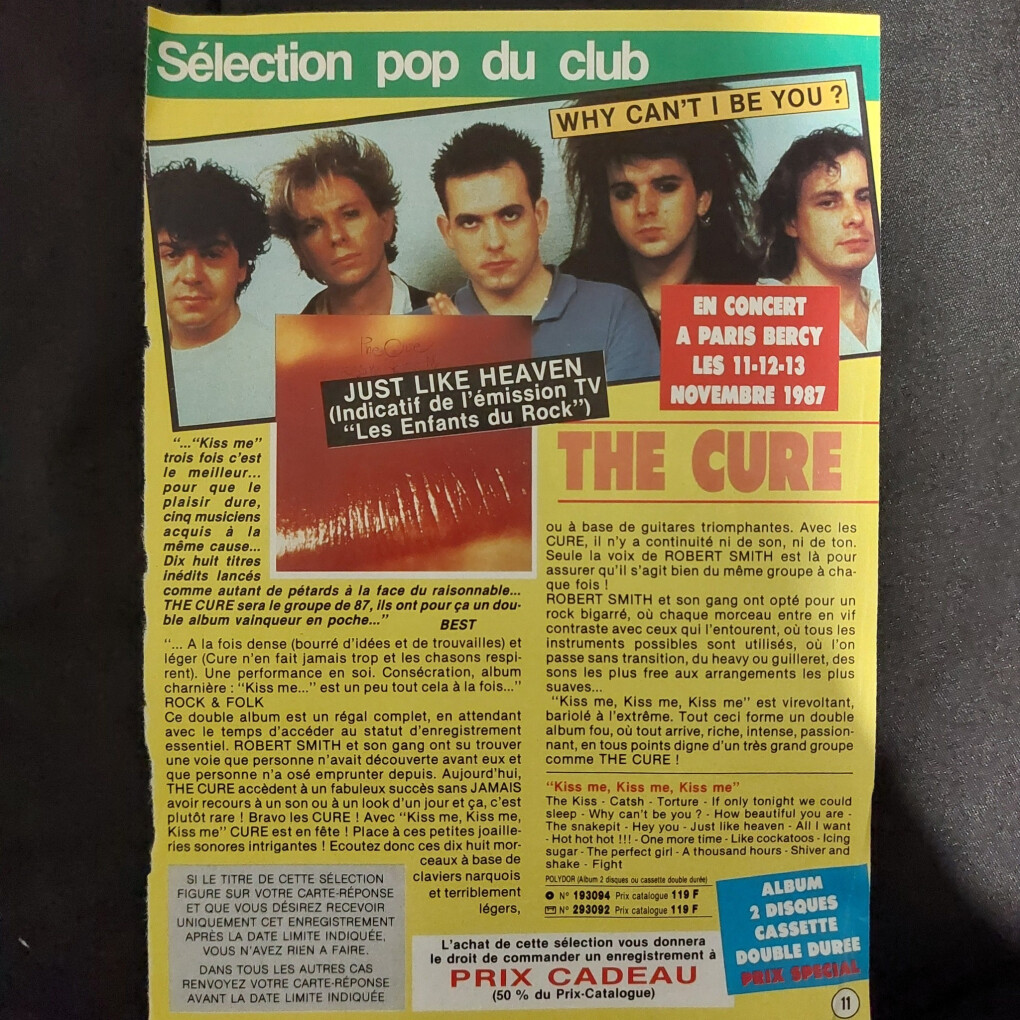 Sélection pop du club
WHY CAN'T I BE YOU ?
EN CONCERT
A PARIS BERCY
LES 11-12-13
NOVEMBRE 1987
JUST LIKE HEAVEN
(Indicatif de l'émission TV
"Les Enfants du Rock")
THE CURE
"..."Kiss me"
trois fois c'est
le meilleur...
pour que le
plaisir dure,
cinq musiciens
acquis à la
même cause...
Dix huit titres
inédits lancés
comme autant de pétards à la face du raisonnable...
THE CURE sera le groupe de 87, ils ont pour ça un dou-
ble album vainqueur en poche..."
BEST
"... A la fois dense (bourré d'idées et de trouvailles) et
léger (Cure n'en fait jamais trop et les chasons respi-
rent). Une performance en soi. Consécration, album
charnière : "Kiss me..." est un peu tout cela à la fois..."
ROCK & FOLK
Ce double album est un régal complet, en attendant
avec le temps d'accéder au statut d'enregistrement
essentiel. ROBERT SMITH et son gang ont su trouver
une voie que personne n'avait découverte avant eux et
que personne n'a osé emprunter depuis. Aujourd'hui,
THE CURE accèdent à un fabuleux succès sans JAMAIS
avoir recours à un son ou à un look d'un jour et ça, c'est
plutôt rare ! Bravo les CURE ! Avec "Kiss me, Kiss me,
Kiss me" CURE est en fête ! Place à ces petites joaille-
ries sonores intrigantes ! Ecoutez donc ces dix huit mor-
ceaux à base de
claviers narquois
et terriblement
légers,
ou à base de guitares triomphantes. Avec les
CURE, il n'y a continuité ni de son, ni de ton.
Seule la voix de ROBERT SMITH est là pour
assurer qu'il s'agit bien du même groupe à cha-
que fois !
ROBERT SMITH et son gang ont opté pour un
rock bigarré, où chaque morceau entre en vif
contraste avec ceux qui l'entourent, où tous les
instruments possibles sont utilisés, où l'on
passe sans transition, du heavy ou guilleret, des
sons les plus free aux arrangements les plus
suaves...
"Kiss me, Kiss me, Kiss me" est virevoltant,
bariolé à l'extrême. Tout ceci forme un double
album fou, où tout arrive, riche, intense, passion-
nant, en tous points digne d'un très grand groupe
comme THE CURE !
"Kiss me, Kiss me, Kiss me"
The Kiss - Catsh - Torture - If only tonight we could
sleep - Why can't you be ? - How beautiful you are -
The snakepit - Hey you - Just like heaven - All I want
- Hot hot hot !!! - One more time - Like cockatoos - Icing
sugar - The perfect girl - A thousand hours - Shiver and
shake - Fight
POLYDOR (Album 2 disques ou cassette double durée)
N° 193094 Prix catalogue 119 F
N° 293092 Prix catalogue 119 F
SI LE TITRE DE CETTE SÉLECTION
FIGURE SUR VOTRE CARTE-RÉPONSE
ET QUE VOUS DÉSIREZ RECEVOIR
UNIQUEMENT CET ENREGISTREMENT
APRÈS LA DATE LIMITE INDIQUÉE,
VOUS N'AVEZ RIEN A FAIRE.
DANS TOUS LES AUTRES CAS
RENVOYEZ VOTRE CARTE-RÉPONSE
AVANT LA DATE LIMITE INDIQUÉE
L'achat de cette sélection vous donnera
le droit de commander un enregistrement à
PRIX CADEAU
(50 % du Prix-Catalogue)
ALBUM
2 DISQUES
CASSETTE
DOUBLE DUREE
PRIX SPECIAL
11